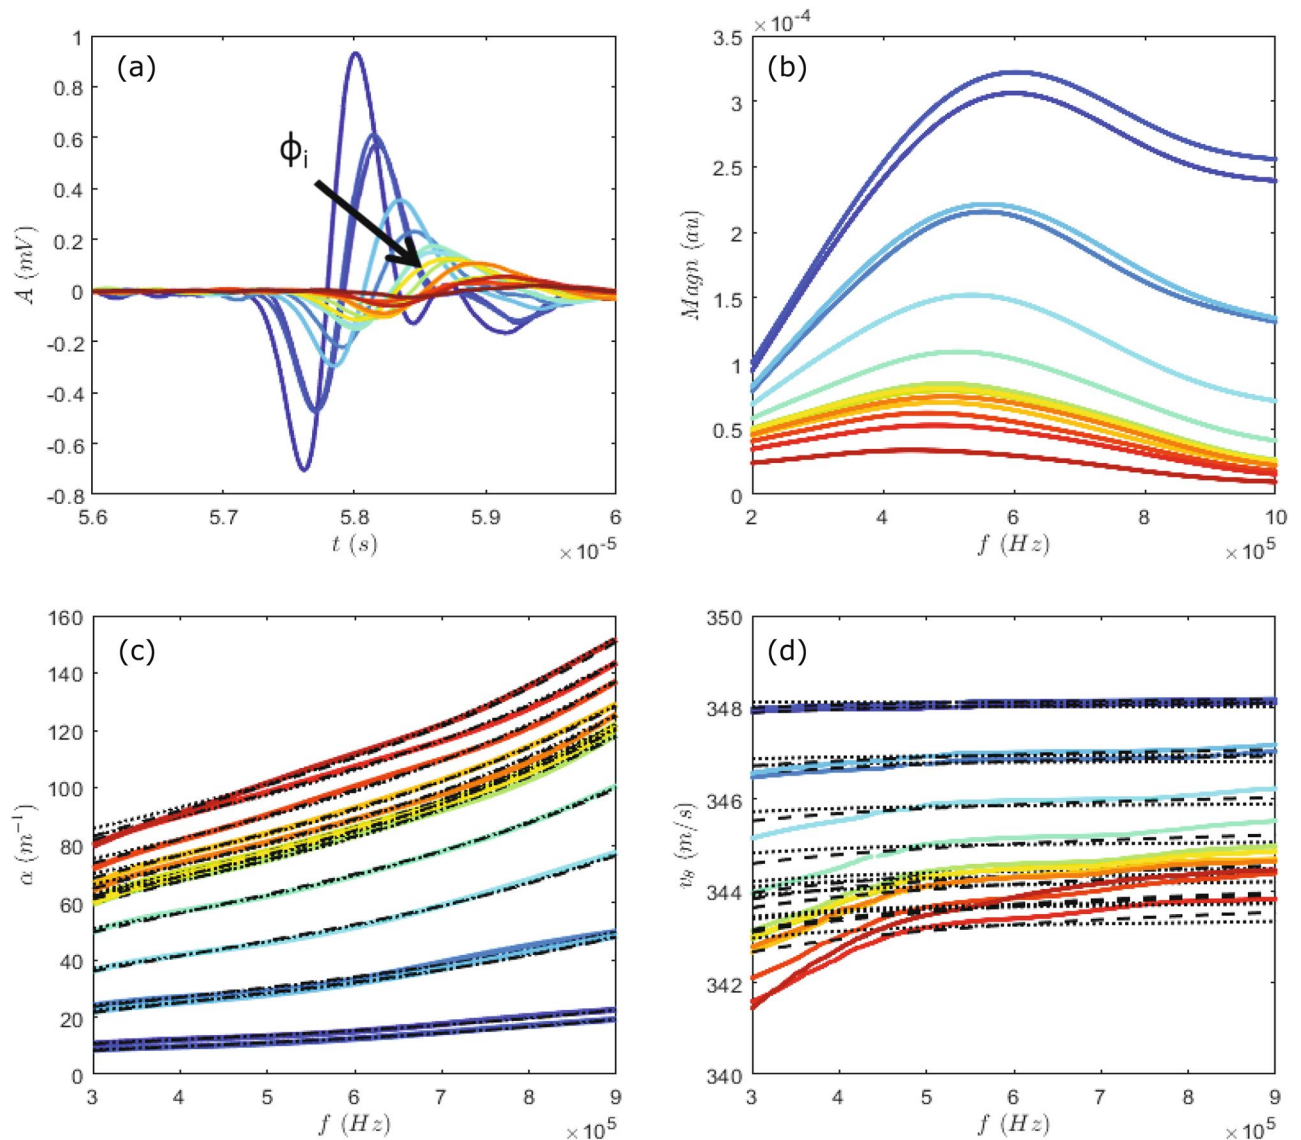 (a)
1
0.8
0.6
0.4
0.2
0
-0.2
-0.4
-0.6
-0.8
A (mV)
ϕi
5.6 5.7 5.8 5.9 6
t (s) ×10-5
(b)
×10-4
3.5
3
2.5
2
1.5
1
0.5
0
Magn (au)
2 4 6 8 10
f (Hz) ×105
(c)
160
140
120
100
80
60
40
20
0
α (m−1)
3 4 5 6 7 8 9
f (Hz) ×105
(d)
350
348
346
344
342
340
vs (m/s)
3 4 5 6 7 8 9
f (Hz) ×105